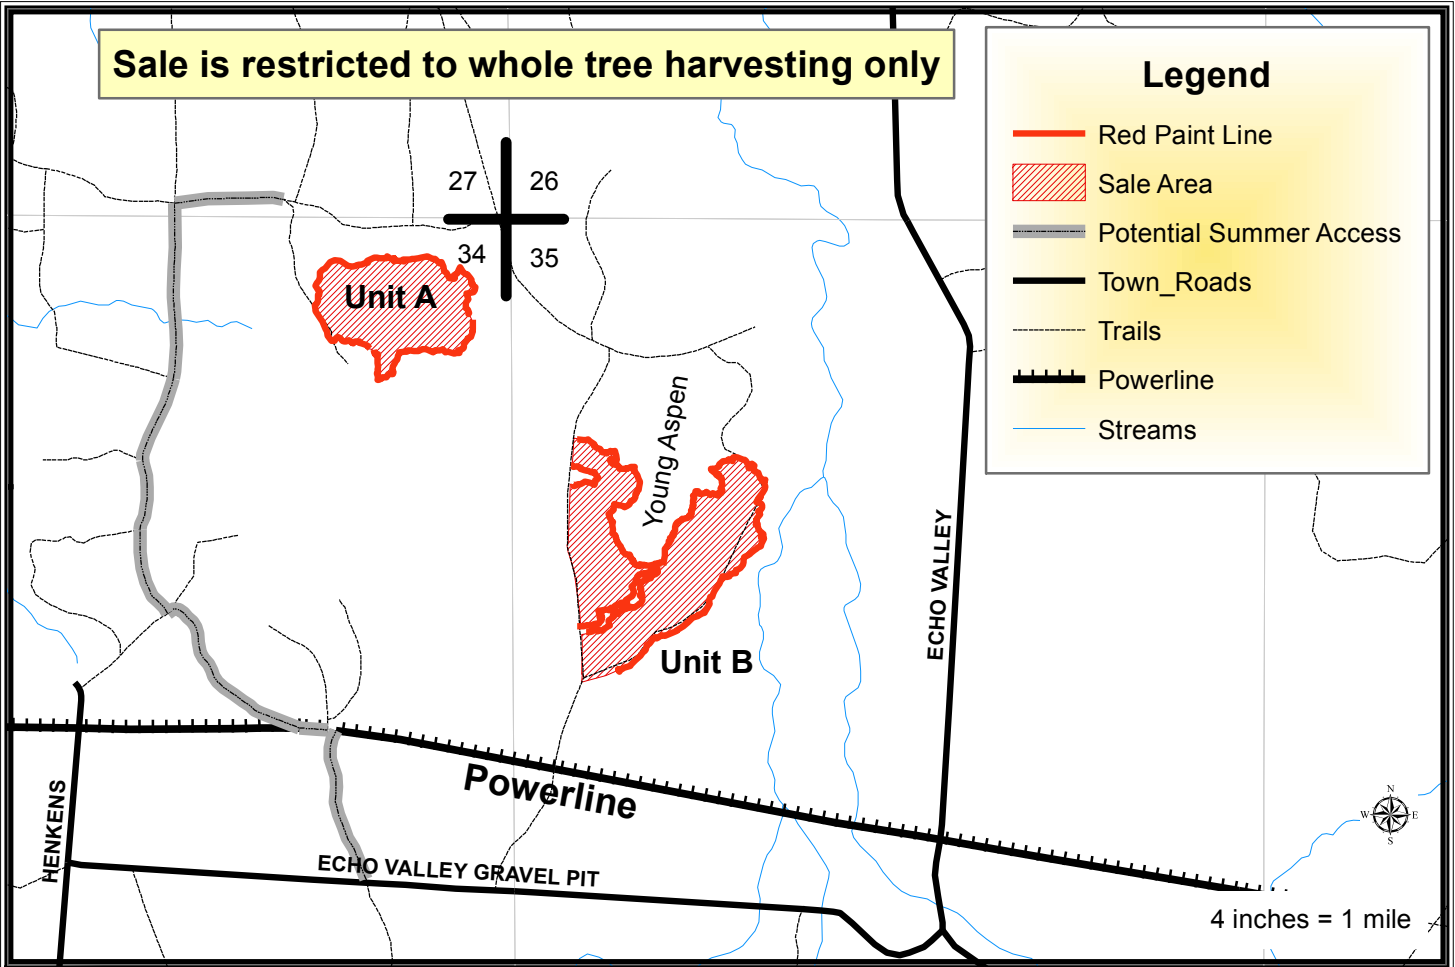 Sale is restricted to whole tree harvesting only
Legend
Red Paint Line
Sale Area
Potential Summer Access
Town_Roads
Trails
Powerline
Streams
27
26
34
35
Unit A
Young Aspen
Unit B
ECHO VALLEY
Powerline
HENKENS
ECHO VALLEY GRAVEL PIT
N
W
E
S
4 inches = 1 mile